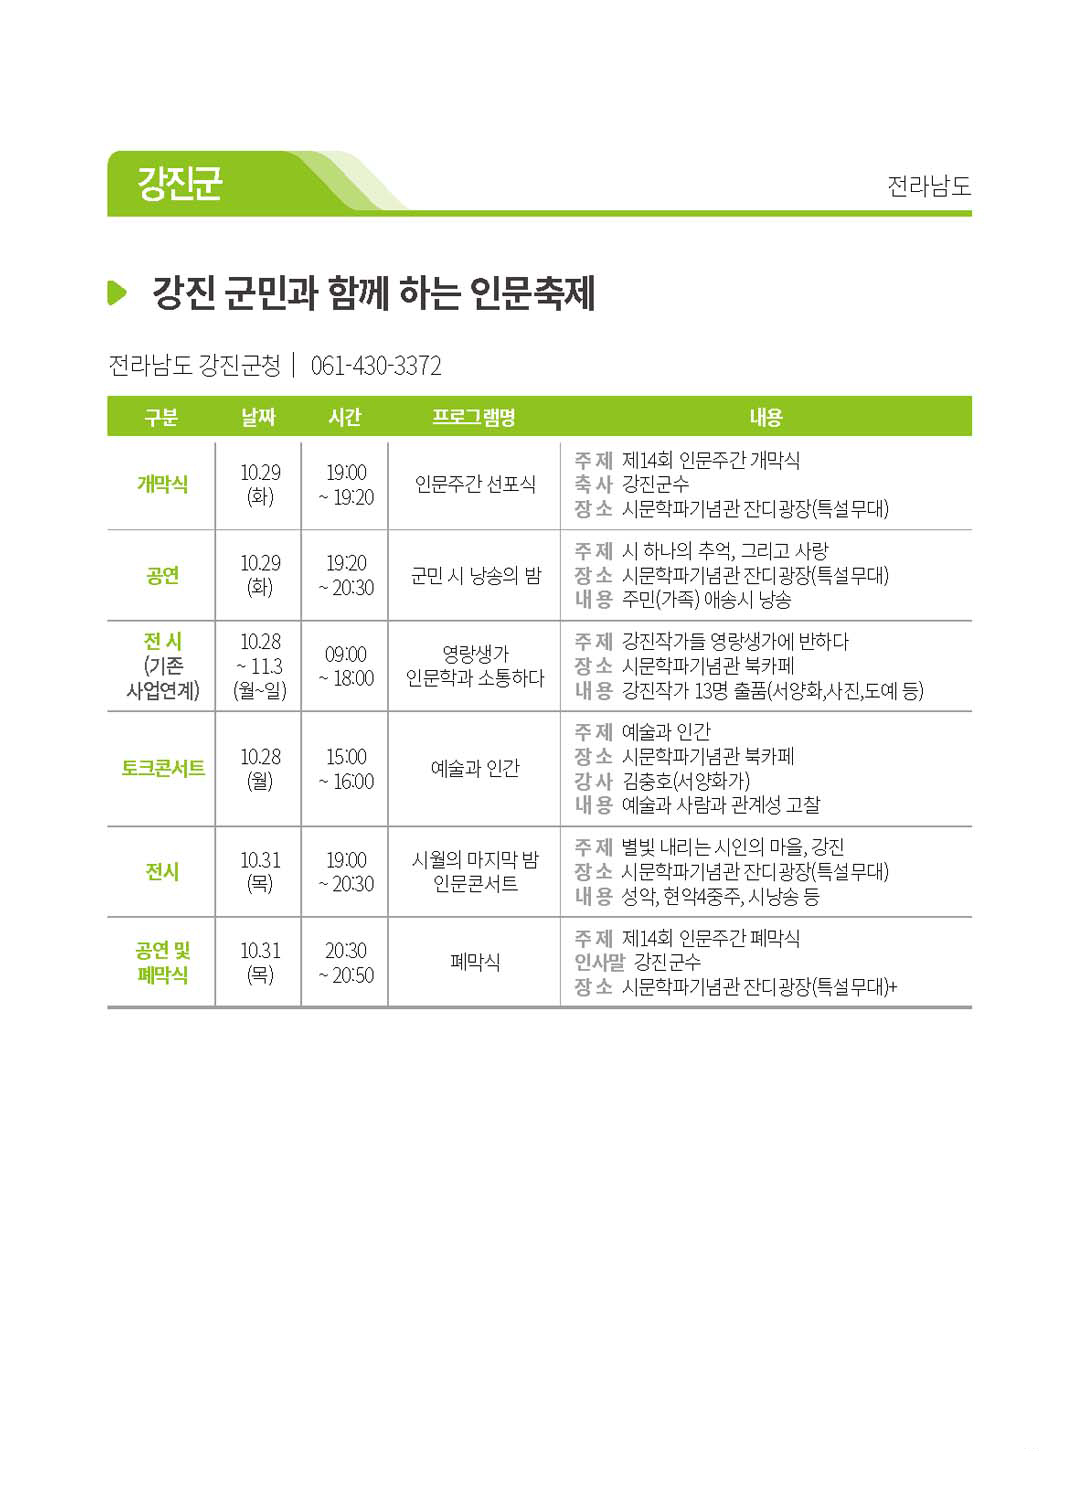 강진군
전라남도
강진 군민과 함께 하는 인문축제
전라남도 강진군청 | 061-430-3372
구분 날짜 시간 프로그램명 내용
개막식
10.29
(화)
19:00
~ 19:20
인문주간 선포식
주 제 제14회 인문주간 개막식
축 사 강진군수
장 소 시문학파기념관 잔디광장(특설무대)
공연
10.29
(화)
19:20
~ 20:30
군민 시 낭송의 밤
주 제 시 하나의 추억, 그리고 사랑
장 소 시문학파기념관 잔디광장(특설무대)
내 용 주민(가족) 애송시 낭송
전 시
(기존
사업연계)
10.28
~ 11.3
(월~일)
09:00
~ 18:00
영랑생가
인문학과 소통하다
주 제 강진작가들 영랑생가에 반하다
장 소 시문학파기념관 북카페
내 용 강진작가 13명 출품(서양화,사진,도예 등)
토크콘서트
10.28
(월)
15:00
~ 16:00
예술과 인간
주 제 예술과 인간
장 소 시문학파기념관 북카페
강 사 김충호(서양화가)
내 용 예술과 사람과 관계성 고찰
전시
10.31
(목)
19:00
~ 20:30
시월의 마지막 밤
인문콘서트
주 제 별빛 내리는 시인의 마을, 강진
장 소 시문학파기념관 잔디광장(특설무대)
내 용 성악, 현악4중주, 시낭송 등
공연 및
폐막식
10.31
(목)
20:30
~ 20:50
폐막식
주 제 제14회 인문주간 폐막식
인사말 강진군수
장 소 시문학파기념관 잔디광장(특설무대)+